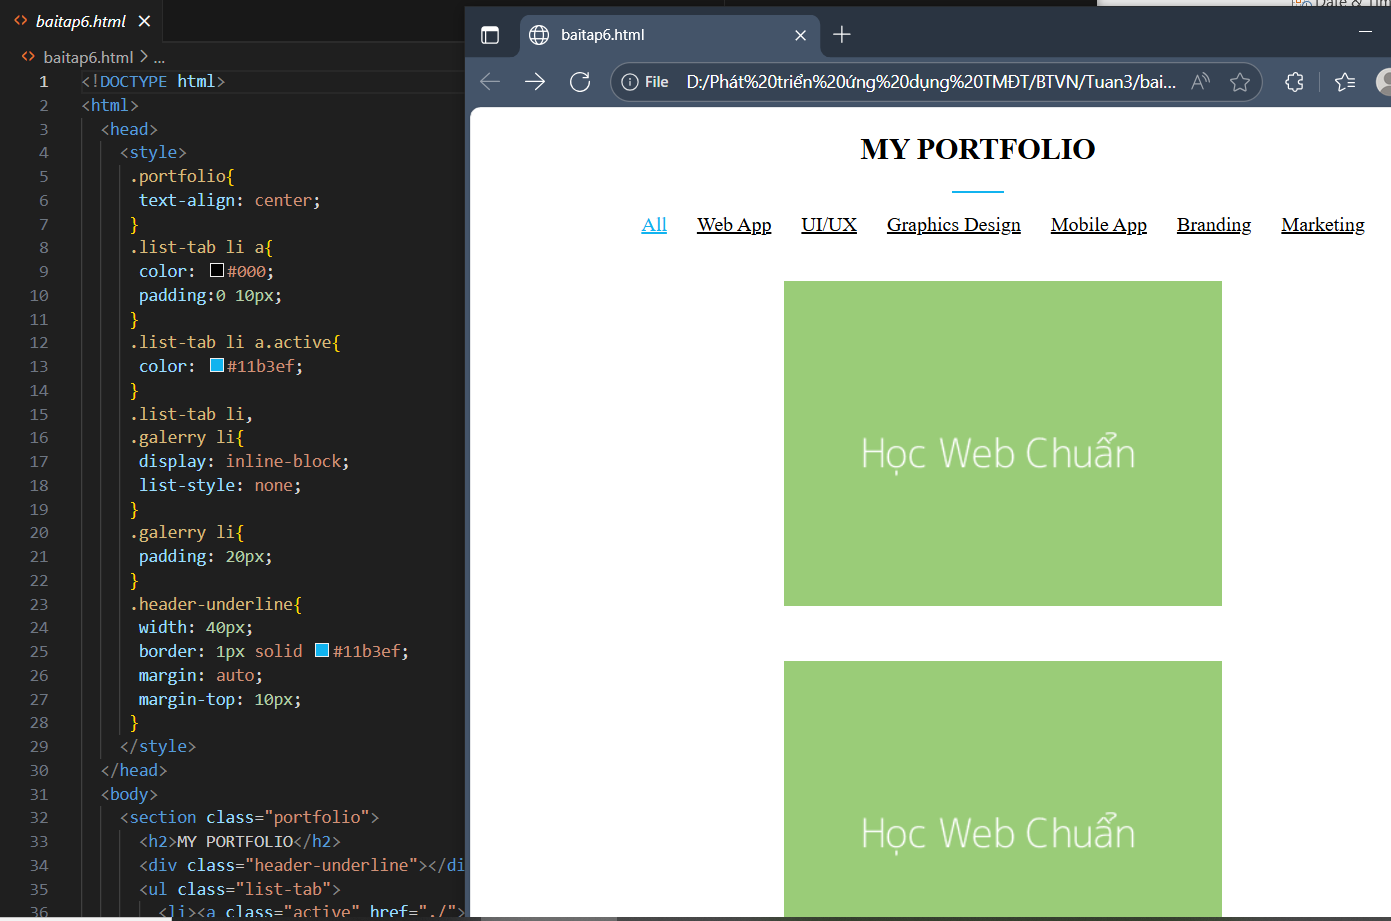 baitap6.html
baitap6.html > ...
1 <!DOCTYPE html>
2 <html>
3 <head>
4 <style>
5 .portfolio{
6 text-align: center;
7 }
8 .list-tab li a{
9 color: #000;
10 padding:0 10px;
11 }
12 .list-tab li a.active{
13 color: #11b3ef;
14 }
15 .list-tab li,
16 .galerry li{
17 display: inline-block;
18 list-style: none;
19 }
20 .galerry li{
21 padding: 20px;
22 }
23 .header-underline{
24 width: 40px;
25 border: 1px solid #11b3ef;
26 margin: auto;
27 margin-top: 10px;
28 }
29 </style>
30 </head>
31 <body>
32 <section class="portfolio">
33 <h2>MY PORTFOLIO</h2>
34 <div class="header-underline"></di
35 <ul class="list-tab">
36 <li><a class="active" href="./">
Date & Tim
baitap6.html
File D:/Phát%20triển%20ứng%20dụng%20TMĐT/BTVN/Tuan3/bai...
MY PORTFOLIO
All Web App UI/UX Graphics Design Mobile App Branding Marketing
Học Web Chuẩn
Học Web Chuẩn